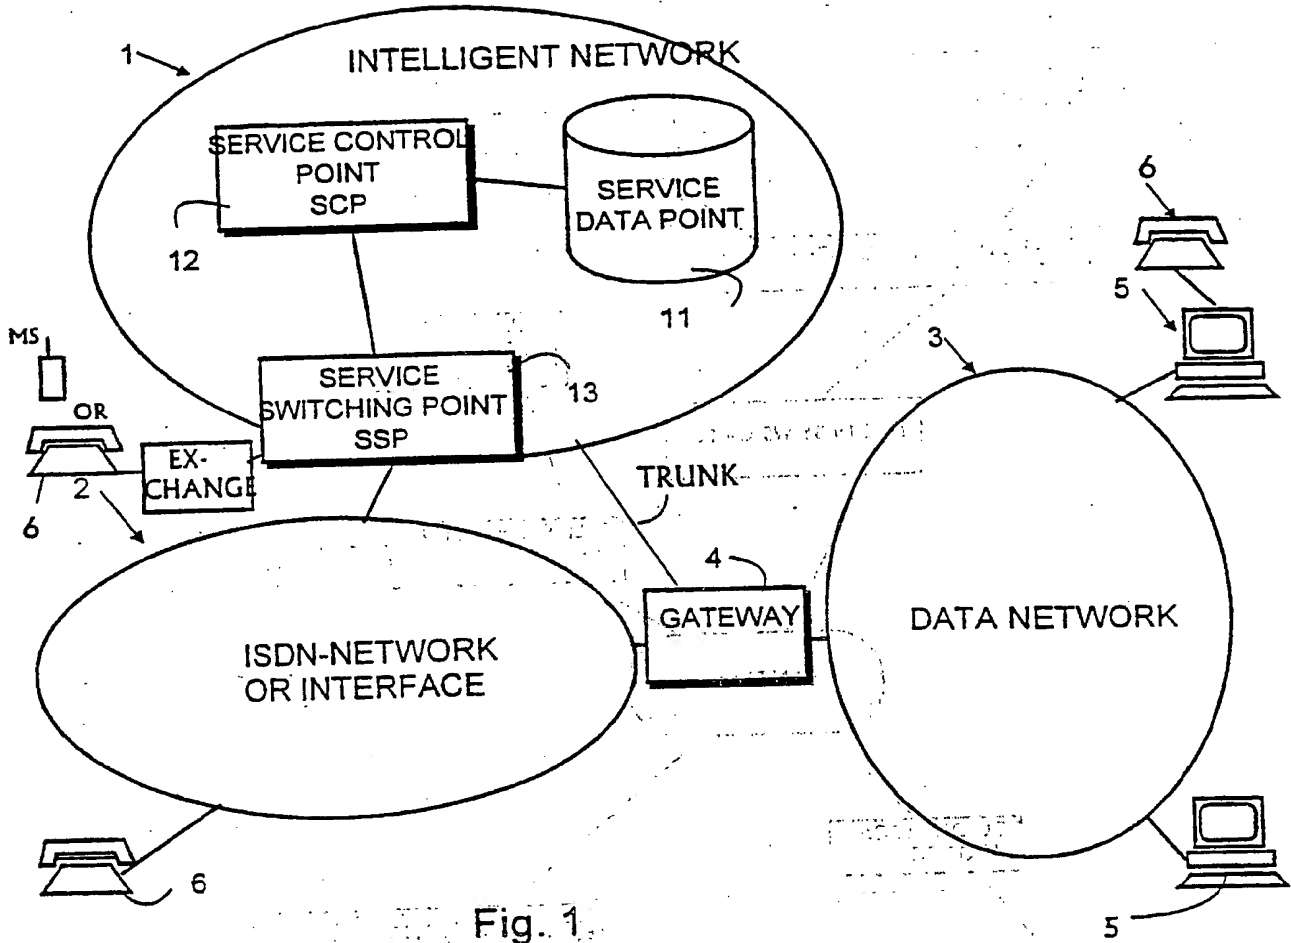 1
INTELLIGENT NETWORK
SERVICE CONTROL
POINT
SCP
12
SERVICE
DATA POINT
11
6
5
MS
OR
6
EX-
CHANGE
SERVICE
SWITCHING POINT
SSP
13
3
2
TRUNK
4
GATEWAY
DATA NETWORK
ISDN-NETWORK
OR INTERFACE
6
5
Fig. 1